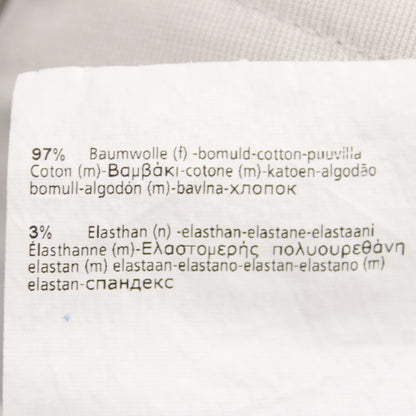 97% Baumwolle (f) -bomuld-cotton-puuvilla
Coton (m)-Βαμβάκι-cotone (m)-katoen-algodão
bomull-algodón (m)-bavlna-хлопок
3% Elasthan (n) -elasthan-elastane-elastaani
Élasthanne (m)-Ελαστομερής πολυουρεθάνη
elastan (m) elastaan-elastano-elastan-elastano (m)
elastan-спандекс